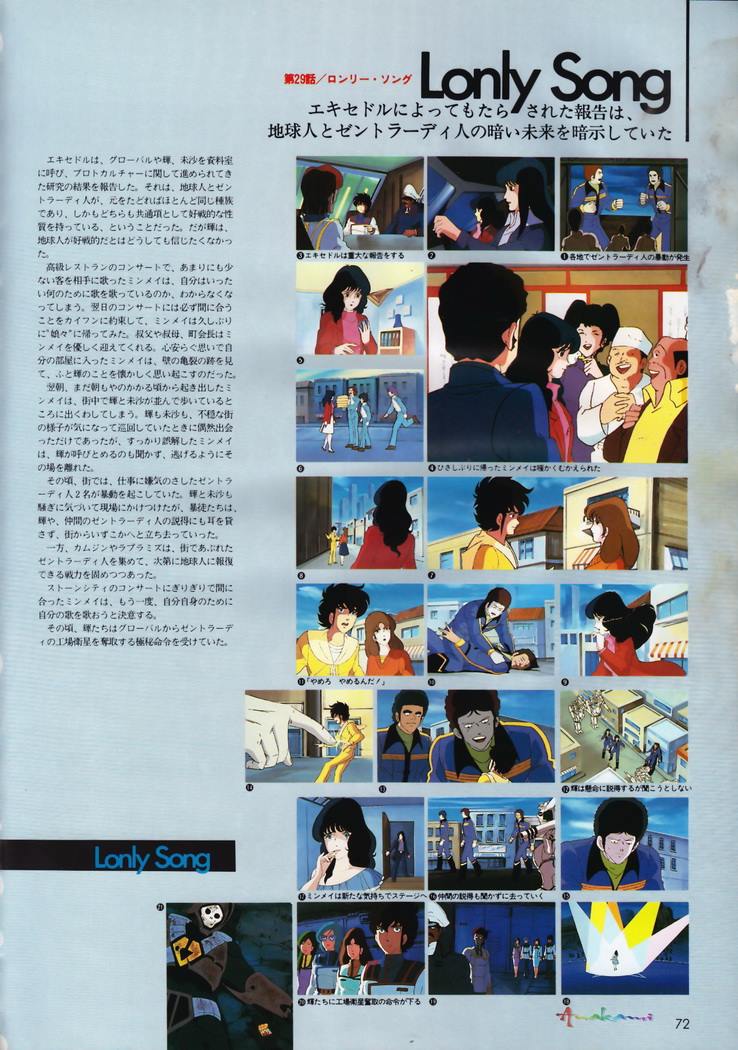 第29話／ロンリー・ソング
Lonly Song
エキセドルによってもたらされた報告は、
地球人とゼントラーディ人の暗い未来を暗示していた
エキセドルは、グローバルや輝、未沙を資料室
に呼び、プロトカルチャーに関して進められてき
た研究の結果を報告した。それは、地球人とゼン
トラーディ人が、元をたどればほとんど同じ種族
であり、しかもどちらも共通項として好戦的な性
質を持っている、ということだった。だが輝は、
地球人が好戦的だとはどうしても信じたくなかっ
た。
高級レストランのコンサートで、あまりにも少
ない客を相手に歌ったミンメイは、自分はいった
い何のために歌を歌っているのか、わからなくな
ってしまう。翌日のコンサートには必ず間に合う
ことをカイフンに約束して、ミンメイは久しぶり
に“娘々”に帰ってみた。叔父や叔母、町会長はミ
ンメイを優しく迎えてくれる。心安らぐ思いで自
分の部屋に入ったミンメイは、壁の亀裂の跡を見
て、ふと輝のことを懐かしく思い起こすのだった。
翌朝、まだ朝もやのかかる頃から起き出したミ
ンメイは、街中で輝と未沙が並んで歩いていると
ころに出くわしてしまう。輝も未沙も、不穏な街
の様子が気になって巡回していたときに偶然出会
っただけであったが、すっかり誤解したミンメイ
は、輝が呼びとめるのも聞かず、逃げるようにそ
の場を離れた。
その頃、街では、仕事に嫌気のさしたゼントラ
ーディ人2名が暴動を起こしていた。輝と未沙も
騒ぎに気づいて現場にかけつけたが、暴徒たちは、
輝や、仲間のゼントラーディ人の説得にも耳を貸
さず、街からいずこかへと立ち去っていった。
一方、カムジンやラプラミズは、街であぶれた
ゼントラーディ人を集めて、次第に地球人に報復
できる戦力を固めつつあった。
ストーンシティのコンサートにぎりぎりで間に
合ったミンメイは、もう一度、自分自身のために
自分の歌を歌おうと決意する。
その頃、輝たちはグローバルからゼントラーデ
ィの工場衛星を奪取する極秘命令を受けていた。
❸エキセドルは重大な報告をする
❷
❶各地でゼントラーディ人の暴動が発生
❺
❻
❹ひさしぶりに帰ったミンメイは暖かくむかえられた
❽
❼
⓫「やめろ　やめるんだ！」
❿
❾
⓮
⓭
⓬輝は懸命に説得するが聞こうとしない
⓱ミンメイは新たな気持ちでステージへ
⓰仲間の説得も聞かずに去っていく
⓯
Lonly Song
㉑
⓴輝たちに工場衛星奪取の命令が下る
⓳
⓲
Anakami
72